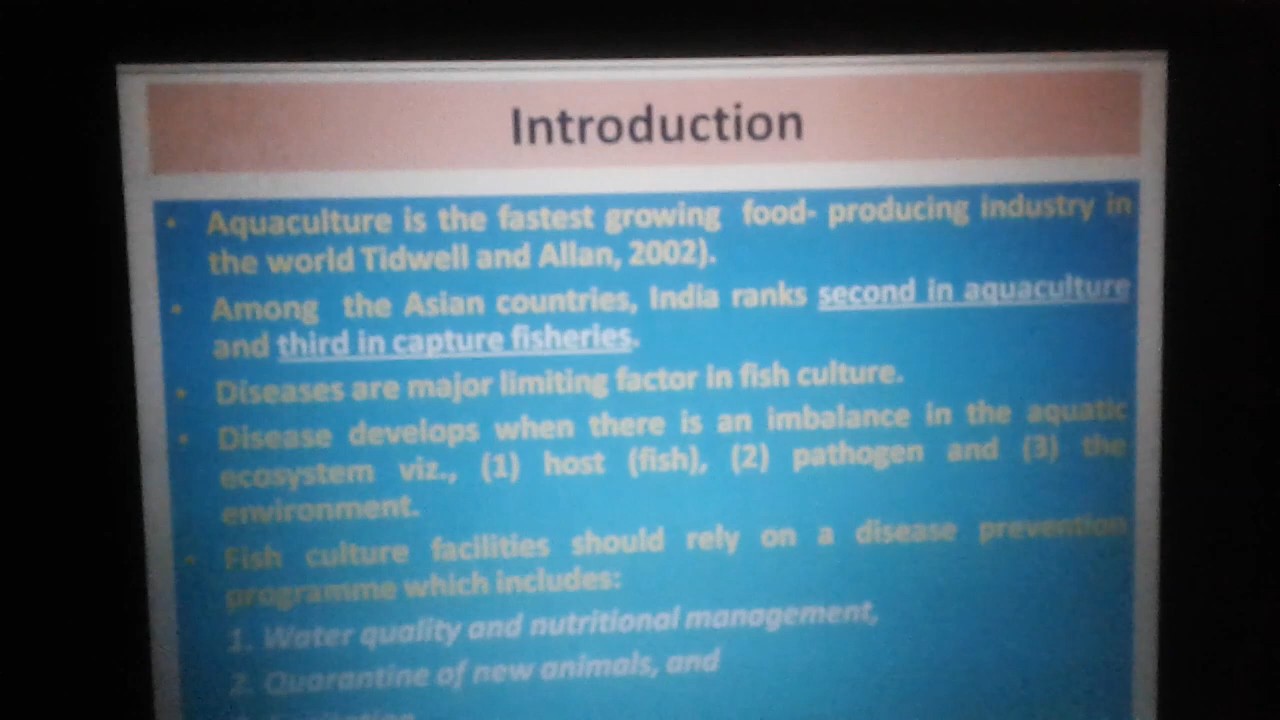 Introduction
• Aquaculture is the fastest growing food- producing industry in
the world Tidwell and Allan, 2002).
• Among the Asian countries, India ranks second in aquaculture
and third in capture fisheries.
• Diseases are major limiting factor in fish culture.
• Disease develops when there is an imbalance in the aquatic
ecosystem viz., (1) host (fish), (2) pathogen and (3) the
environment.
• Fish culture facilities should rely on a disease prevention
programme which includes:
1. Water quality and nutritional management,
2. Quarantine of new animals, and